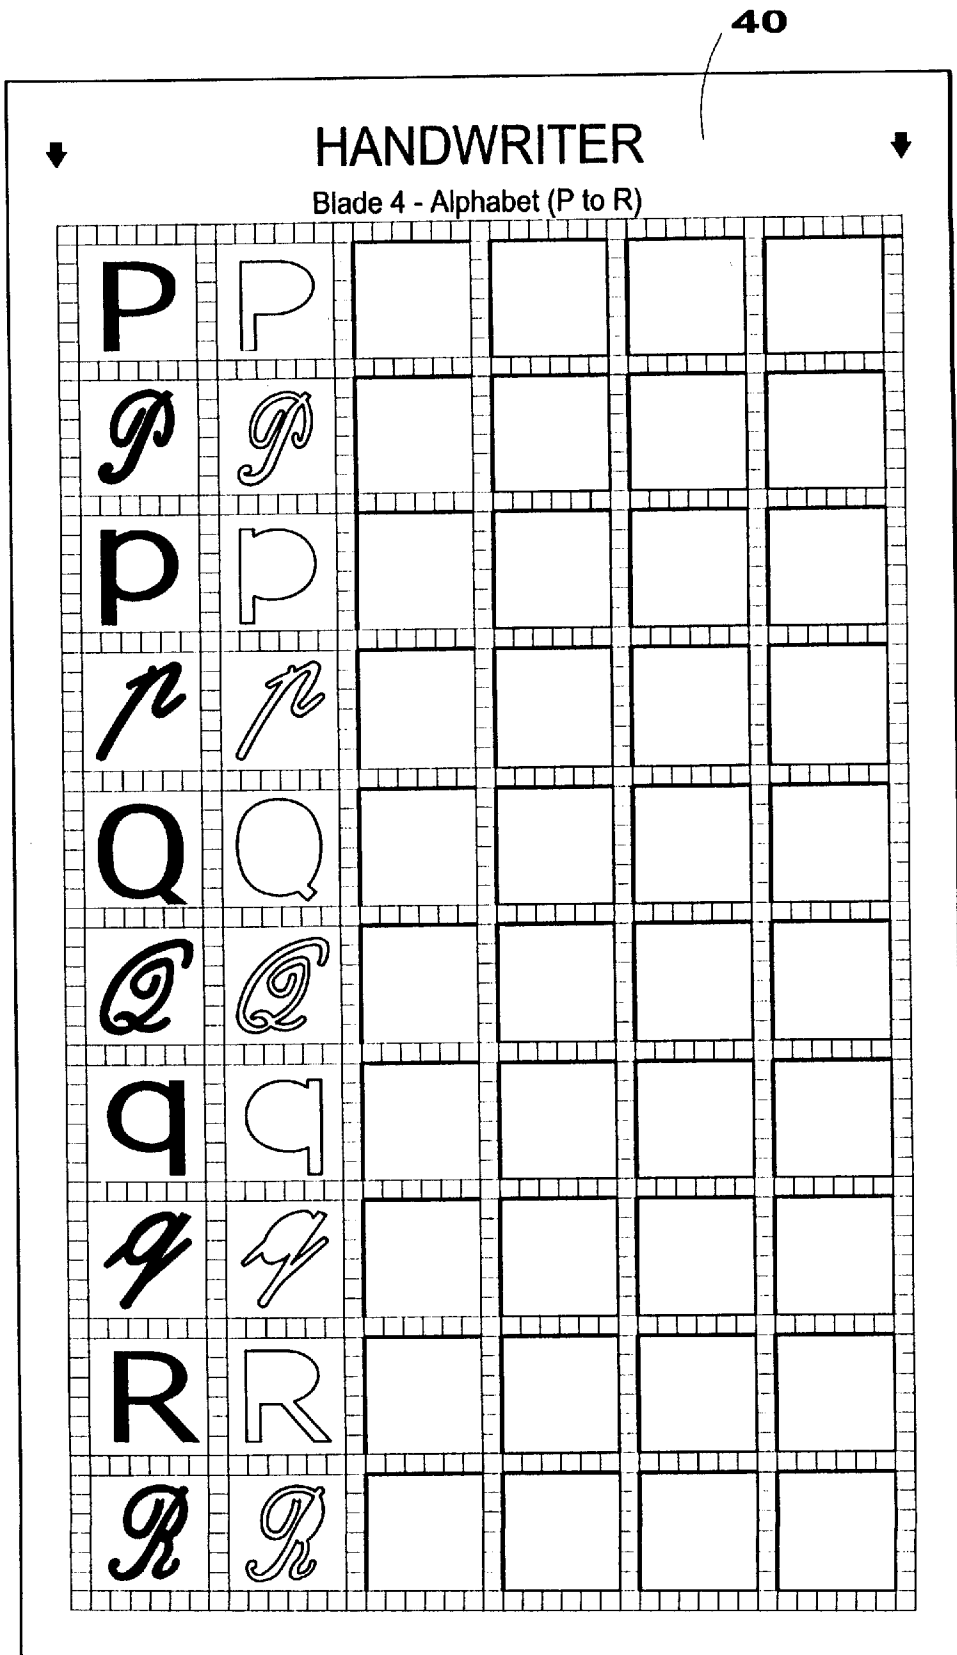 40
HANDWRITER
Blade 4 - Alphabet (P to R)
P P
P P
p p
p p
Q Q
Q Q
q q
q q
R R
R R